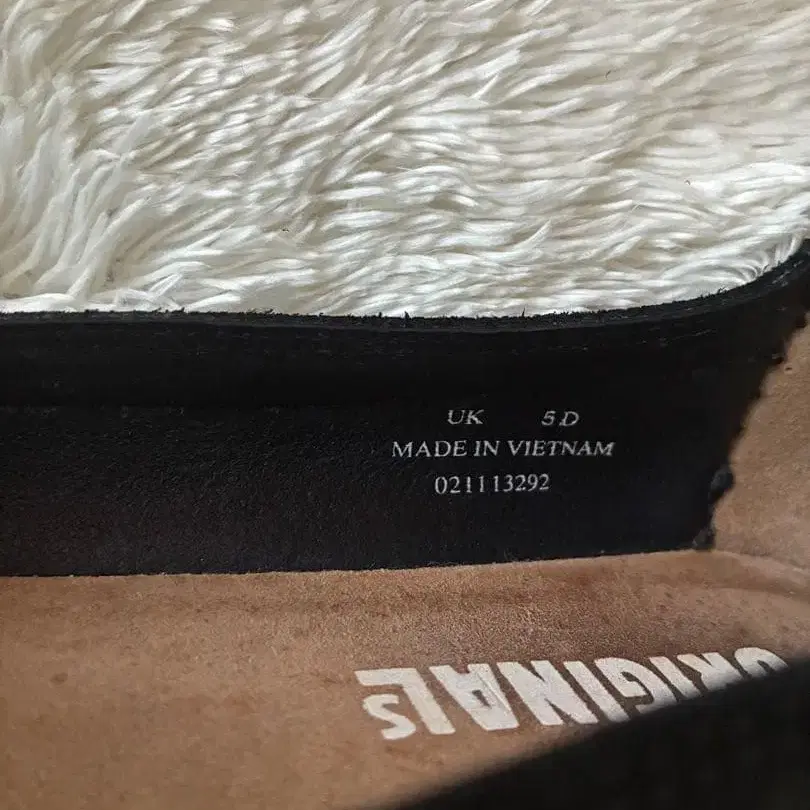 UK 5 D
MADE IN VIETNAM
021113292
ORIGINALS